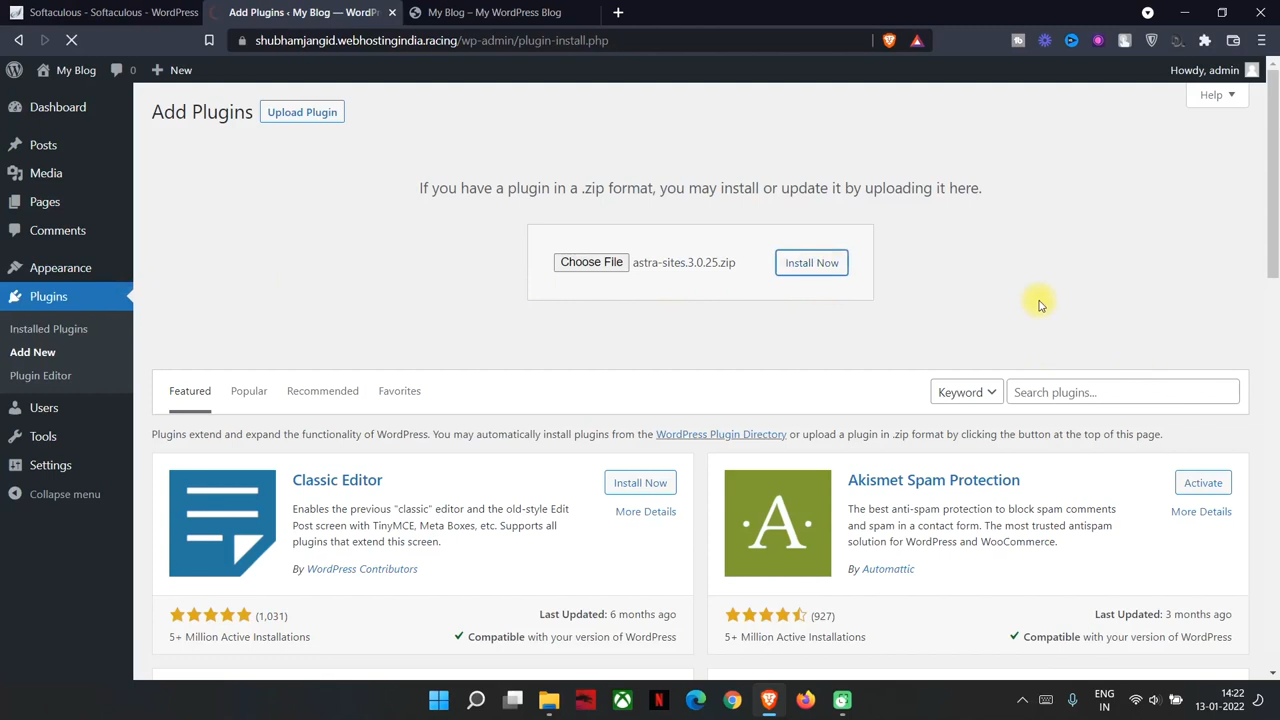 Softaculous - Softaculous - WordPress
Add Plugins ‹ My Blog — WordPr
My Blog – My WordPress Blog
shubhamjangid.webhostingindia.racing/wp-admin/plugin-install.php
My Blog
0
New
Howdy, admin
Dashboard
Posts
Media
Pages
Comments
Appearance
Plugins
Installed Plugins
Add New
Plugin Editor
Users
Tools
Settings
Collapse menu
Help
Add Plugins
Upload Plugin
If you have a plugin in a .zip format, you may install or update it by uploading it here.
Choose File astra-sites.3.0.25.zip
Install Now
Featured
Popular
Recommended
Favorites
Keyword
Search plugins...
Plugins extend and expand the functionality of WordPress. You may automatically install plugins from the WordPress Plugin Directory or upload a plugin in .zip format by clicking the button at the top of this page.
Classic Editor
Install Now
More Details
Enables the previous "classic" editor and the old-style Edit
Post screen with TinyMCE, Meta Boxes, etc. Supports all
plugins that extend this screen.
By WordPress Contributors
(1,031)
Last Updated: 6 months ago
5+ Million Active Installations
Compatible with your version of WordPress
·A·
Akismet Spam Protection
Activate
More Details
The best anti-spam protection to block spam comments
and spam in a contact form. The most trusted antispam
solution for WordPress and WooCommerce.
By Automattic
(927)
Last Updated: 3 months ago
5+ Million Active Installations
Compatible with your version of WordPress
ENG
IN
14:22
13-01-2022